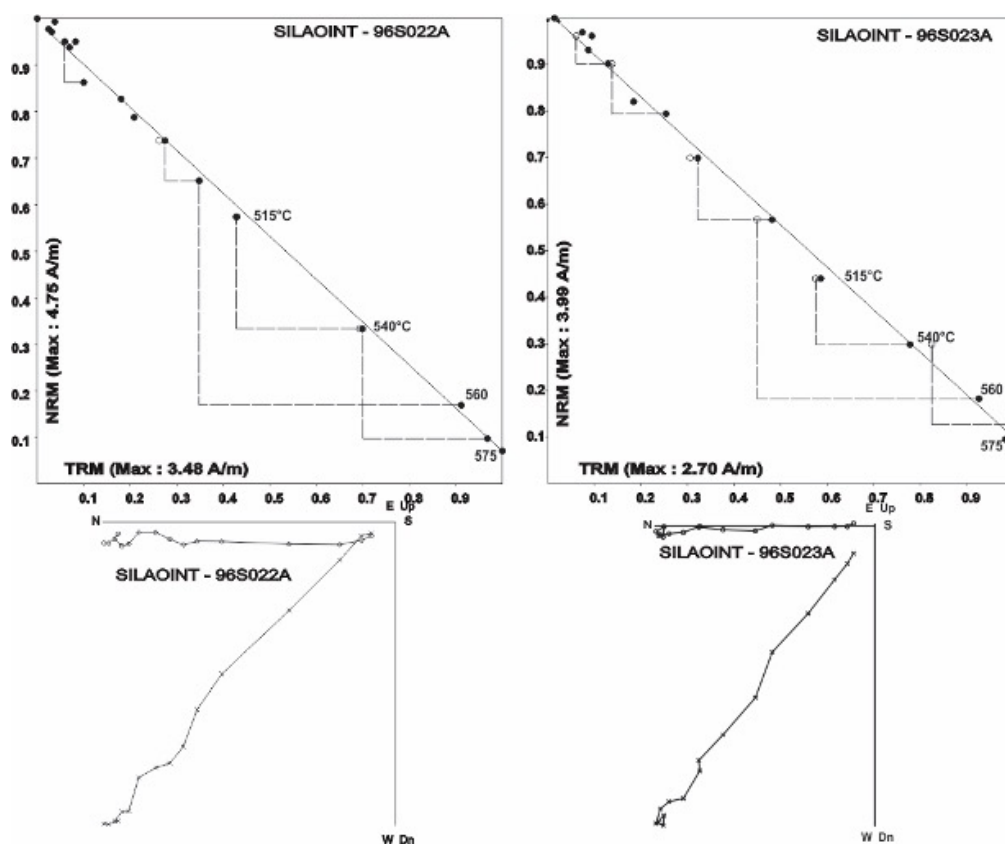 SILAOINT - 96S022A
0.9
0.8
0.7
0.6
0.5
0.4
0.3
0.2
0.1
NRM (Max : 4.75 A/m)
515°C
540°C
560
575
TRM (Max : 3.48 A/m)
0.1 0.2 0.3 0.4 0.5 0.6 0.7 0.8 0.9
SILAOINT - 96S023A
0.9
0.8
0.7
0.6
0.5
0.4
0.3
0.2
0.1
NRM (Max : 3.99 A/m)
515°C
540°C
560
575
TRM (Max : 2.70 A/m)
0.1 0.2 0.3 0.4 0.5 0.6 0.7 0.8 0.9
E Up
N S
SILAOINT - 96S022A
W Dn
E Up
N S
SILAOINT - 96S023A
W Dn